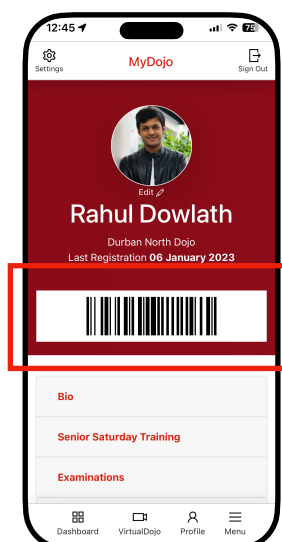 12:45
75
Settings
MyDojo
Sign Out
Edit
Rahul Dowlath
Durban North Dojo
Last Registration 06 January 2023
Bio
Senior Saturday Training
Examinations
Dashboard VirtualDojo Profile Menu